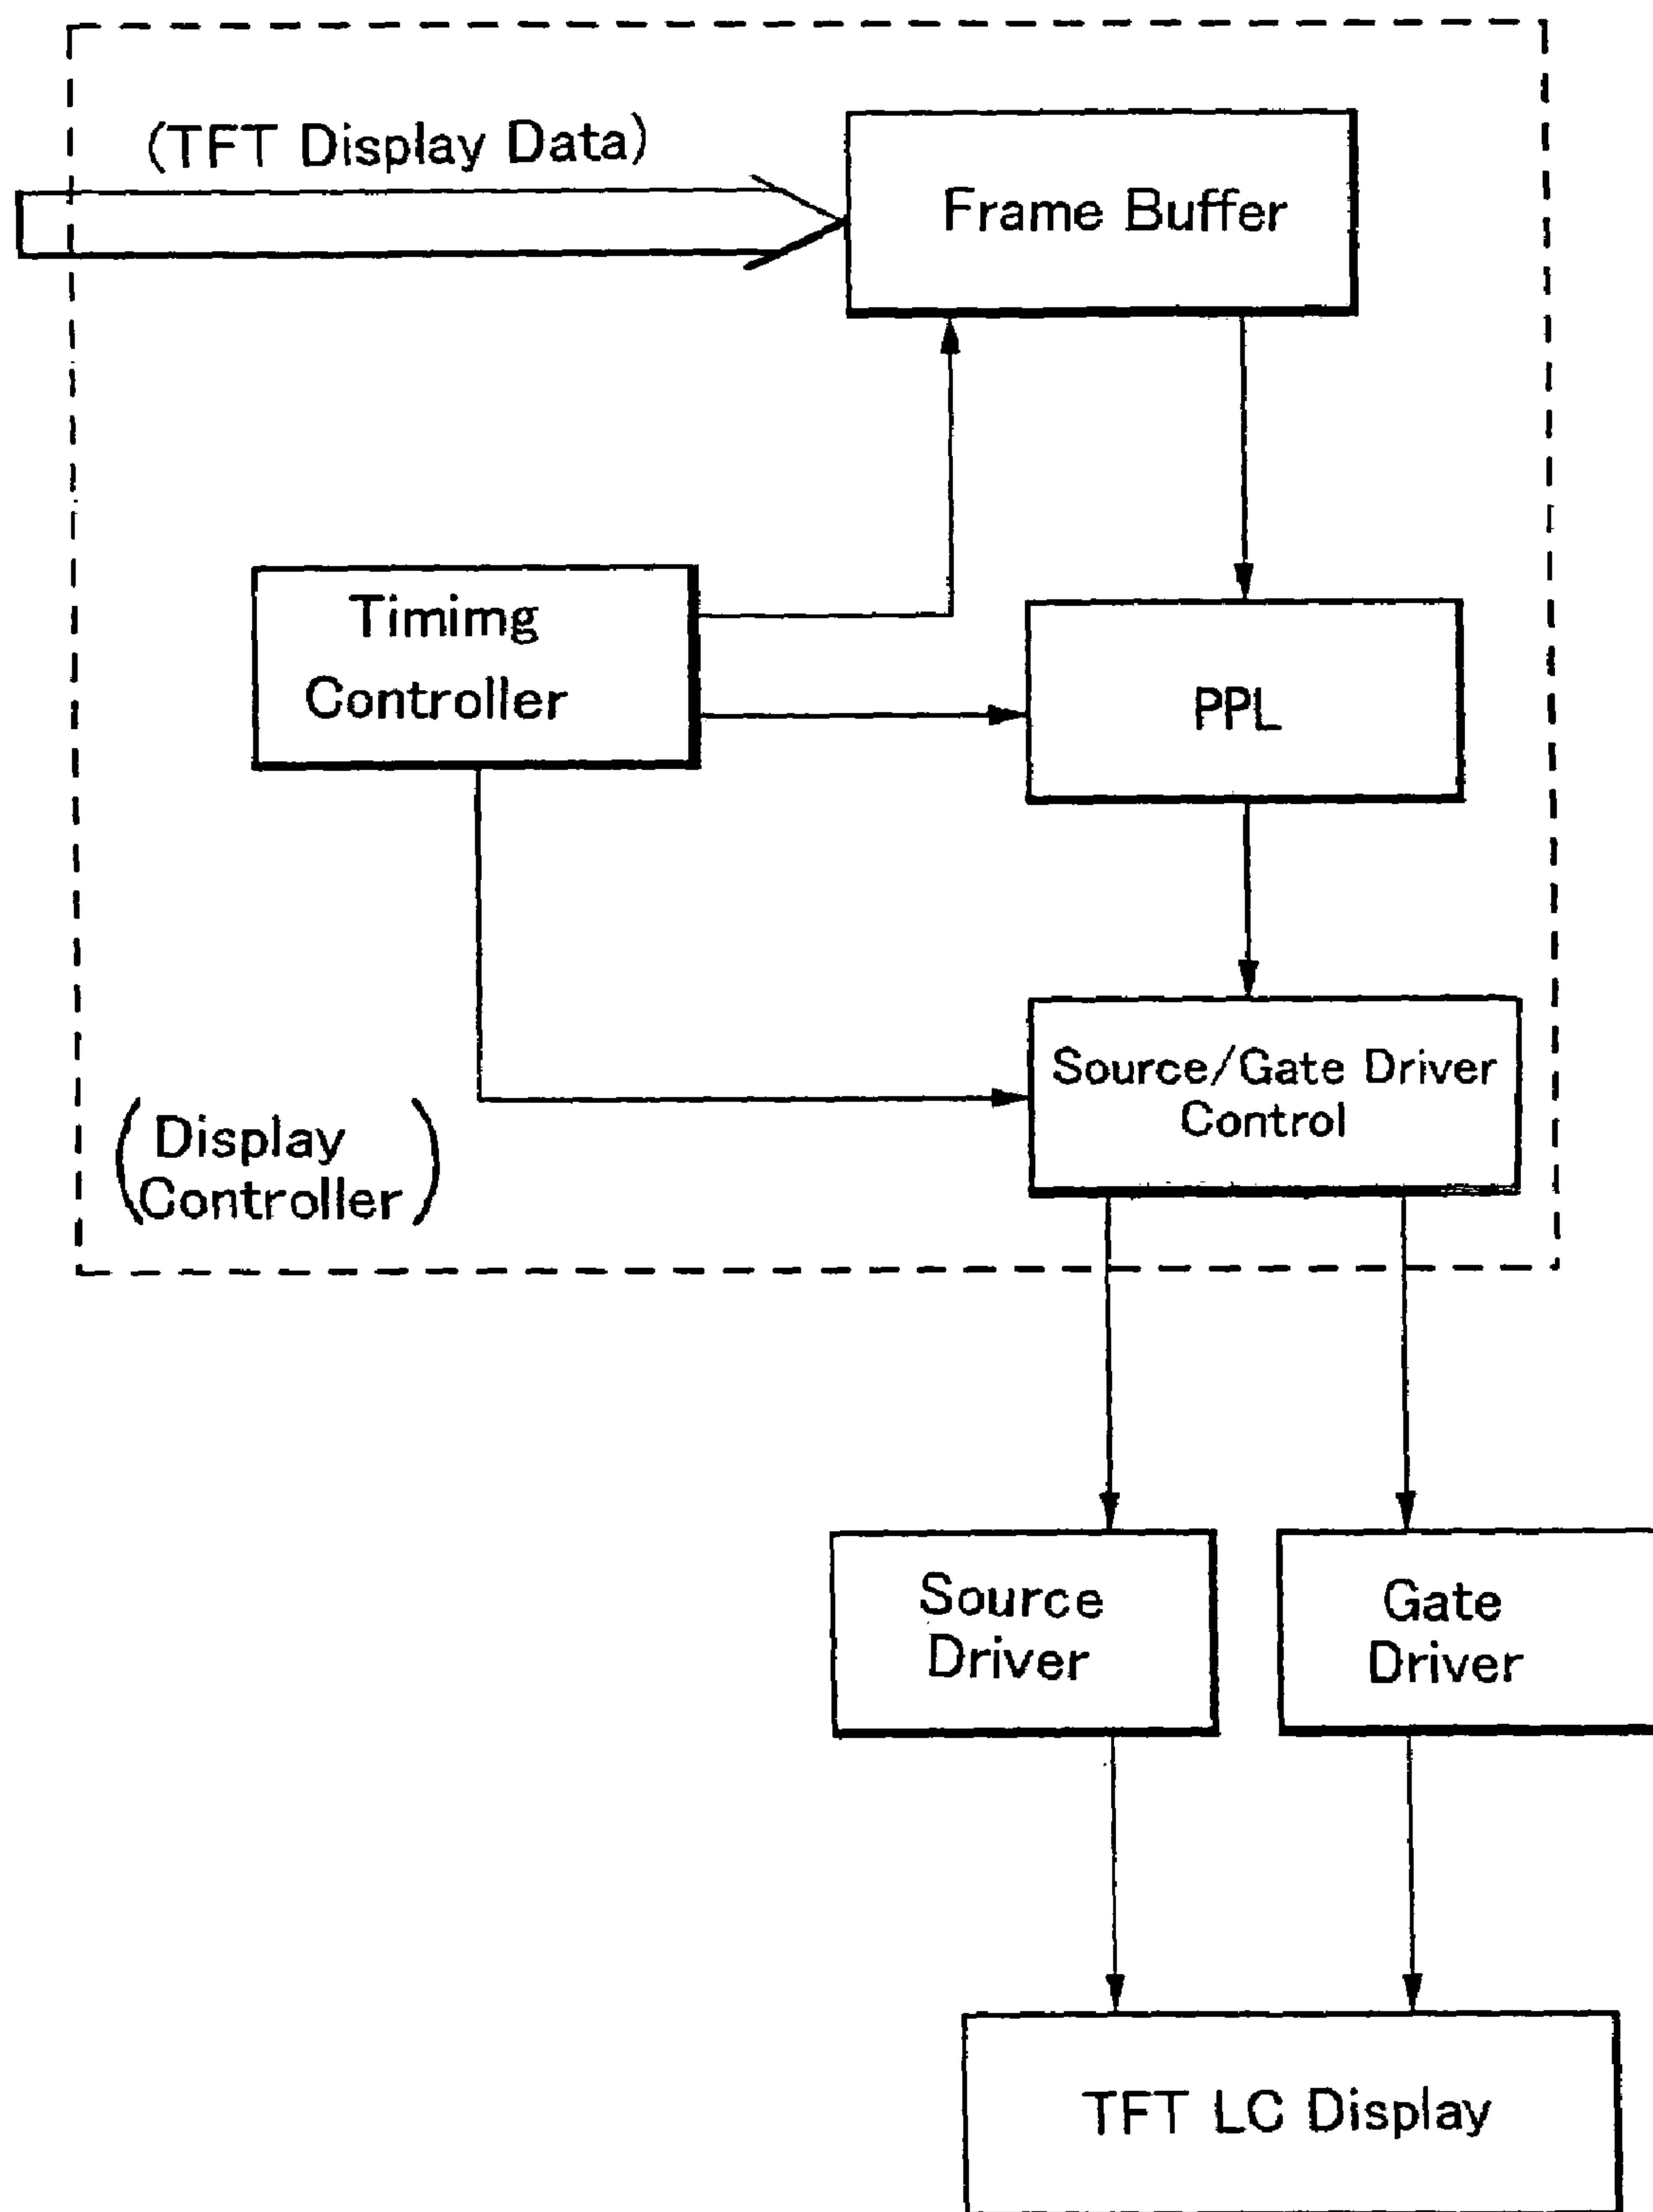 (TFT Display Data)
Frame Buffer
Timimg
Controller
PPL
Source/Gate Driver
Control
(Display
Controller)
Source
Driver
Gate
Driver
TFT LC Display